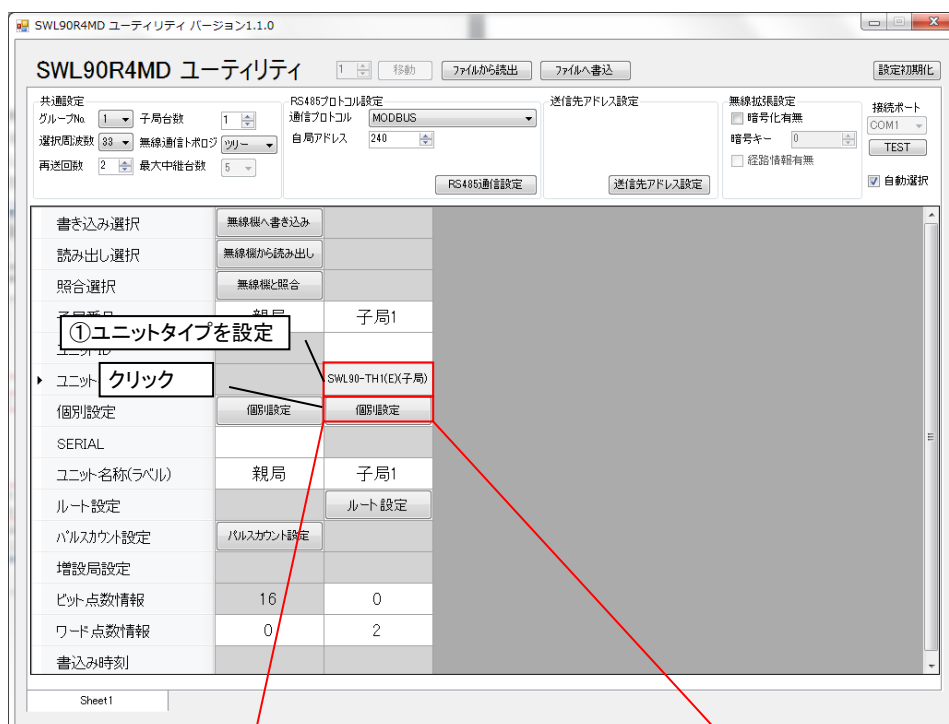 SWL90R4MD ユーティリティ バージョン1.1.0
SWL90R4MD ユーティリティ 1 移動 ファイルから読出 ファイルへ書込 設定初期化
共通設定 RS485プロトコル設定 送信先アドレス設定 無線拡張設定 接続ポート
グループNo. 1 子局台数 1 通信プロトコル MODBUS 暗号化有無 COM1
選択周波数 33 無線通信トポロジ ツリー 自局アドレス 240 暗号キー 0 TEST
再送回数 2 最大中継台数 5 経路情報有無
RS485通信設定 送信先アドレス設定 自動選択
書き込み選択 無線機へ書き込み
読み出し選択 無線機から読み出し
照合選択 無線機と照合
子局1
①ユニットタイプを設定
ユニット SWL90-TH1(E)(子局)
クリック
個別設定 個別設定 個別設定
SERIAL
ユニット名称(ラベル) 親局 子局1
ルート設定 ルート設定
パルスカウント設定 パルスカウント設定
増設局設定
ビット点数情報 16 0
ワード点数情報 0 2
書込み時刻
Sheet1